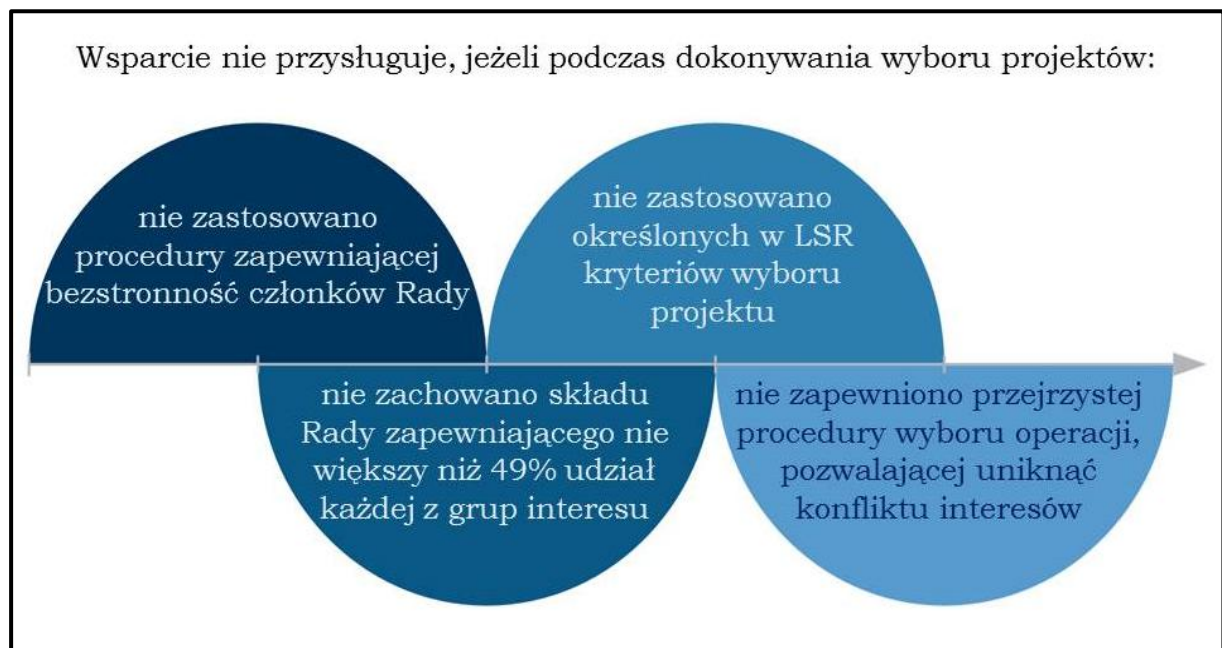 Wsparcie nie przysługuje, jeżeli podczas dokonywania wyboru projektów:
nie zastosowano
procedury zapewniającej
bezstronność członków Rady
nie zachowano składu
Rady zapewniającego nie
większy niż 49% udział
każdej z grup interesu
nie zastosowano
określonych w LSR
kryteriów wyboru
projektu
nie zapewniono przejrzystej
procedury wyboru operacji,
pozwalającej uniknąć
konfliktu interesów